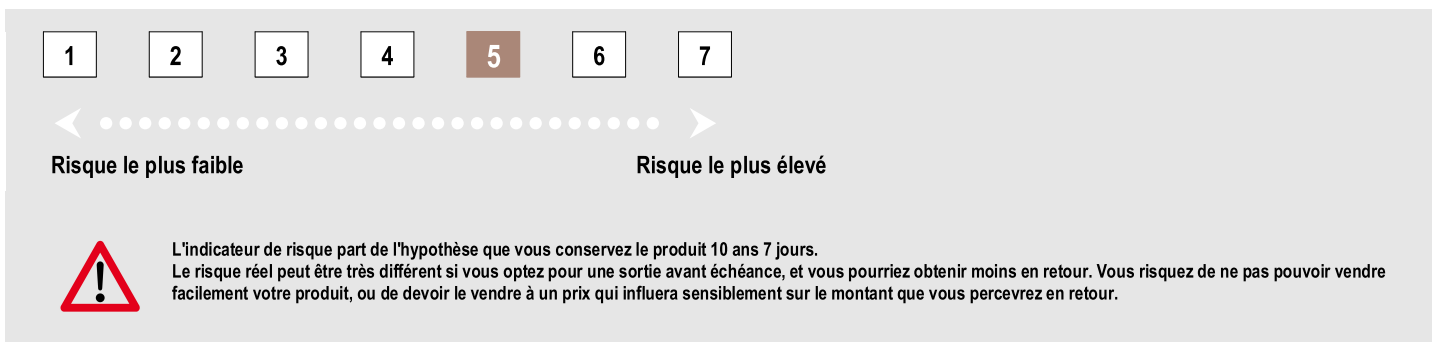 1 2 3 4 5 6 7
Risque le plus faible Risque le plus élevé
L'indicateur de risque part de l'hypothèse que vous conservez le produit 10 ans 7 jours.
Le risque réel peut être très différent si vous optez pour une sortie avant échéance, et vous pourriez obtenir moins en retour. Vous risquez de ne pas pouvoir vendre
facilement votre produit, ou de devoir le vendre à un prix qui influera sensiblement sur le montant que vous percevrez en retour.